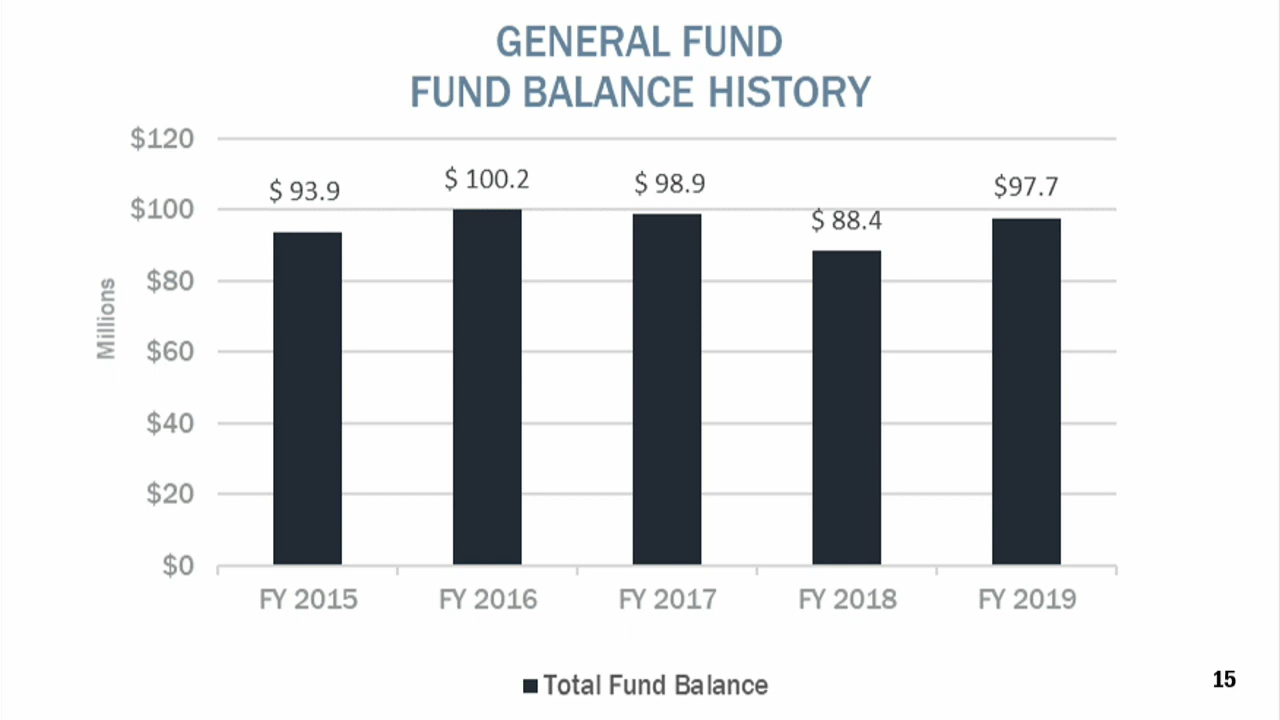 GENERAL FUND
FUND BALANCE HISTORY
$120
$100
$80
$60
$40
$20
$0
Millions
$ 93.9
$ 100.2
$ 98.9
$ 88.4
$97.7
FY 2015
FY 2016
FY 2017
FY 2018
FY 2019
Total Fund Balance
15